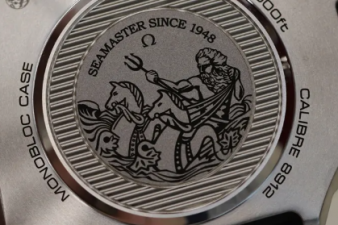 SEAMASTER SINCE 1948
Ω
MONOBLOC CASE
CALIBRE 8912